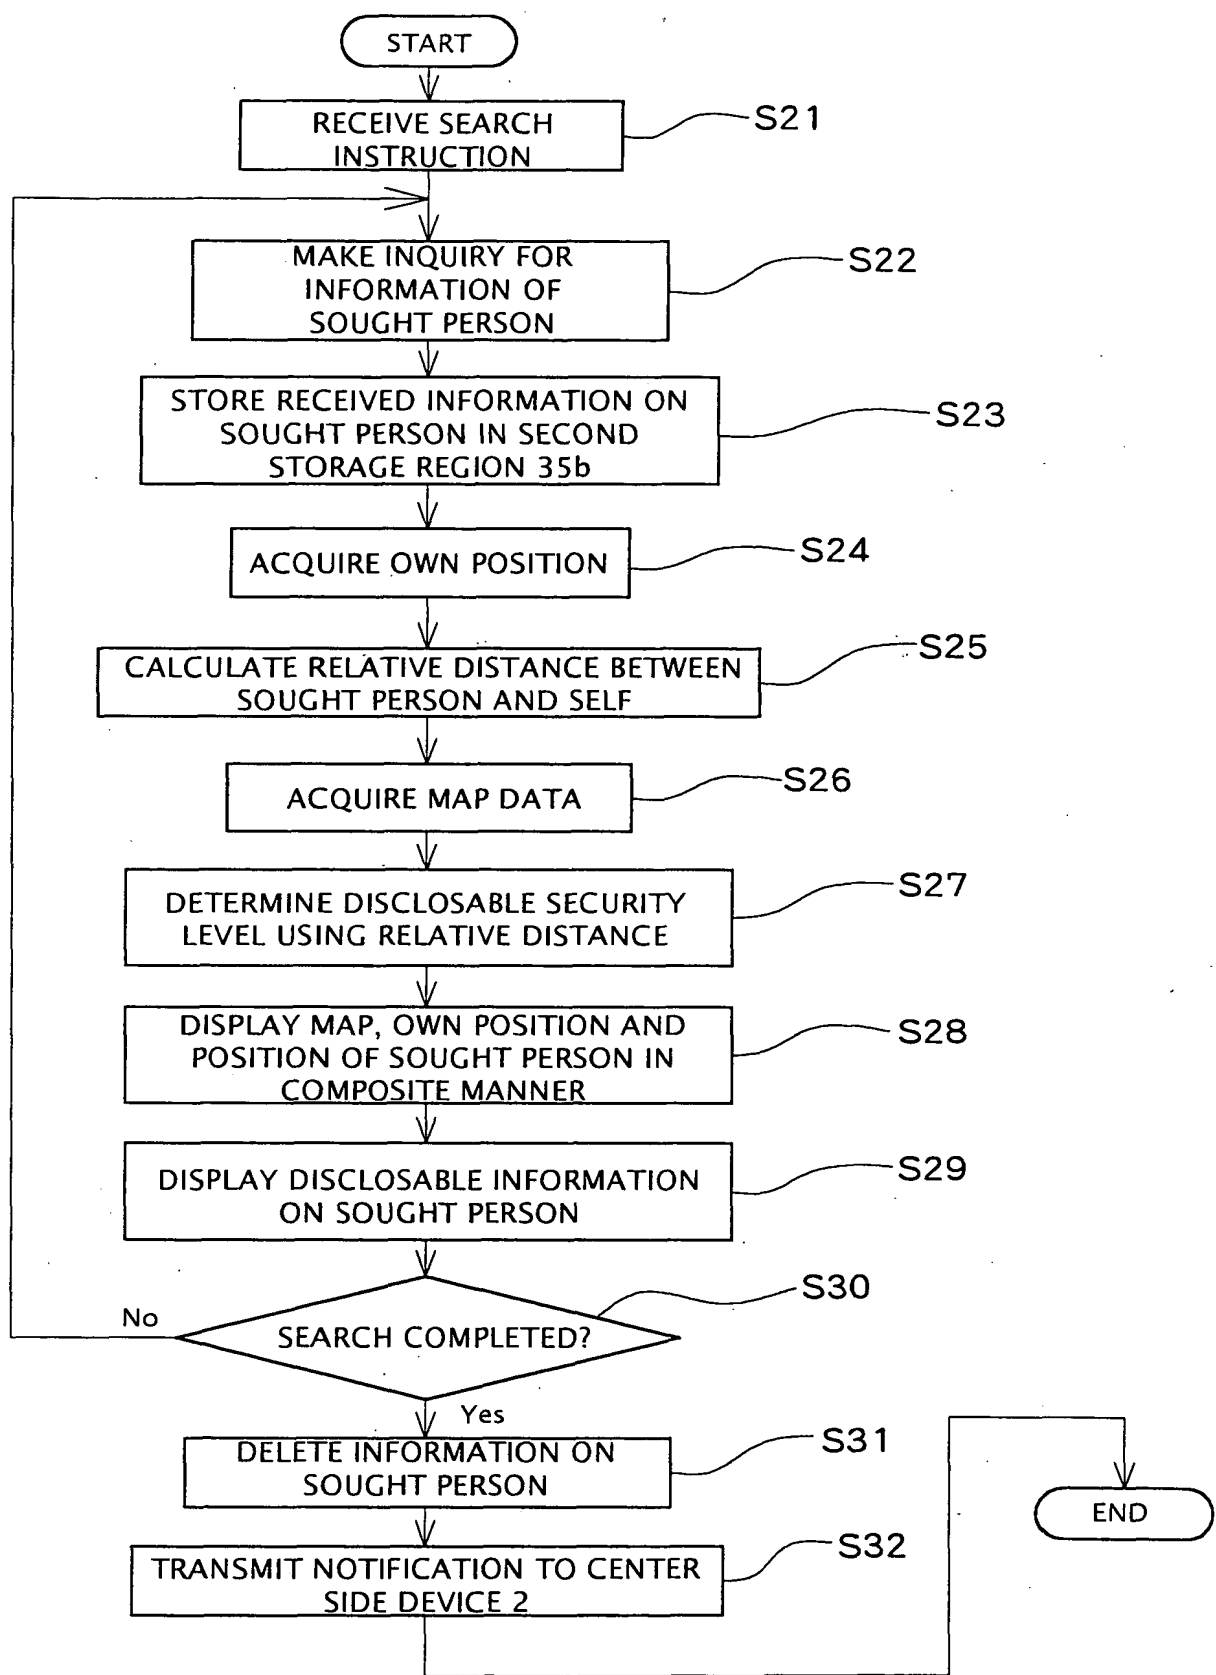 START
RECEIVE SEARCH
INSTRUCTION
S21
MAKE INQUIRY FOR
INFORMATION OF
SOUGHT PERSON
S22
STORE RECEIVED INFORMATION ON
SOUGHT PERSON IN SECOND
STORAGE REGION 35b
S23
ACQUIRE OWN POSITION
S24
CALCULATE RELATIVE DISTANCE BETWEEN
SOUGHT PERSON AND SELF
S25
ACQUIRE MAP DATA
S26
DETERMINE DISCLOSABLE SECURITY
LEVEL USING RELATIVE DISTANCE
S27
DISPLAY MAP, OWN POSITION AND
POSITION OF SOUGHT PERSON IN
COMPOSITE MANNER
S28
DISPLAY DISCLOSABLE INFORMATION
ON SOUGHT PERSON
S29
SEARCH COMPLETED?
S30
No
Yes
DELETE INFORMATION ON
SOUGHT PERSON
S31
TRANSMIT NOTIFICATION TO CENTER
SIDE DEVICE 2
S32
END